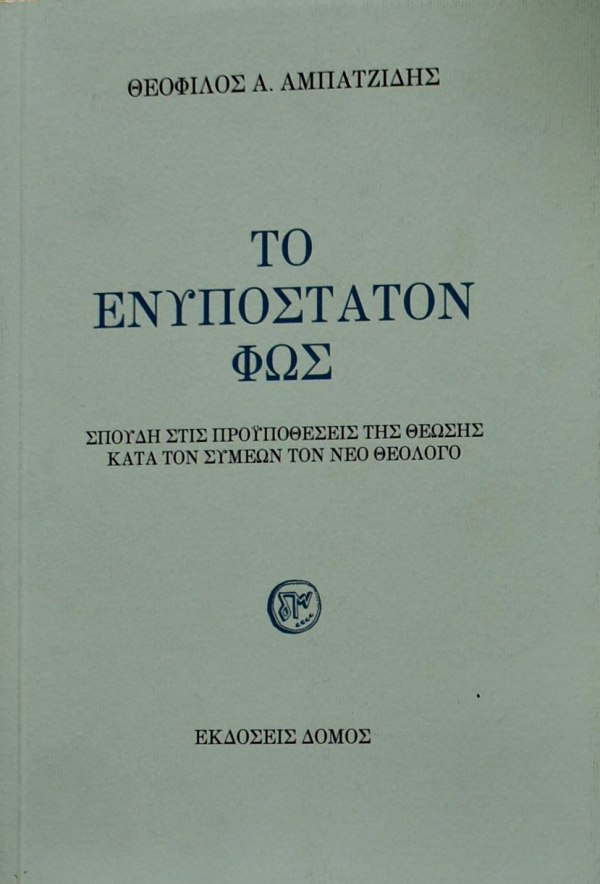 ΘΕΟΦΙΛΟΣ Α. ΑΜΠΑΤΖΙΔΗΣ
ΤΟ
ΕΝΥΠΟΣΤΑΤΟΝ
ΦΩΣ
ΣΠΟΥΔΗ ΣΤΙΣ ΠΡΟΫΠΟΘΕΣΕΙΣ ΤΗΣ ΘΕΩΣΗΣ
ΚΑΤΑ ΤΟΝ ΣΥΜΕΩΝ ΤΟΝ ΝΕΟ ΘΕΟΛΟΓΟ
ΕΚΔΟΣΕΙΣ ΔΟΜΟΣ